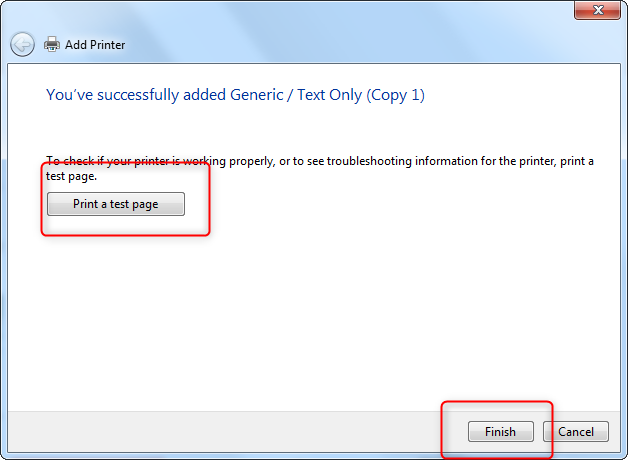 Add Printer
You've successfully added Generic / Text Only (Copy 1)
To check if your printer is working properly, or to see troubleshooting information for the printer, print a
test page.
Print a test page
Finish
Cancel